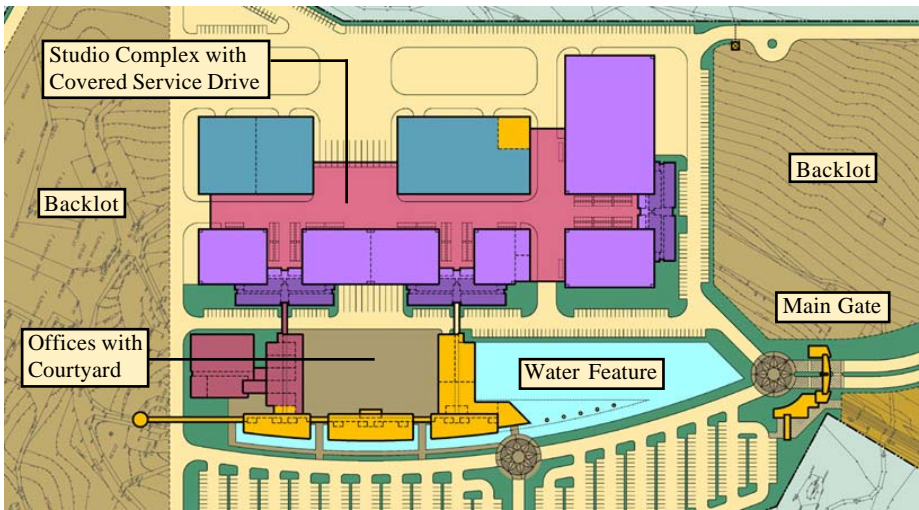 Studio Complex with
Covered Service Drive
Backlot
Backlot
Main Gate
Offices with
Courtyard
Water Feature